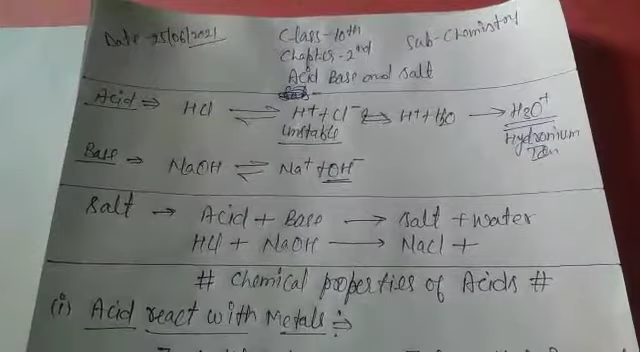 Date - 25/06/2021 Class-10th Sub-Chemistry
Chapter-2nd
Acid Base and Salt
Acid ⇒ HCl ⇌ H+ + Cl- ⇔ H+ + H2O → H3O+
Unstable Hydronium Ion
Base → NaOH ⇌ Na+ + OH-
Salt → Acid + Base → Salt + water
HCl + NaOH → NaCl +
# Chemical properties of Acids #
(i) Acid react with Metals ⇒